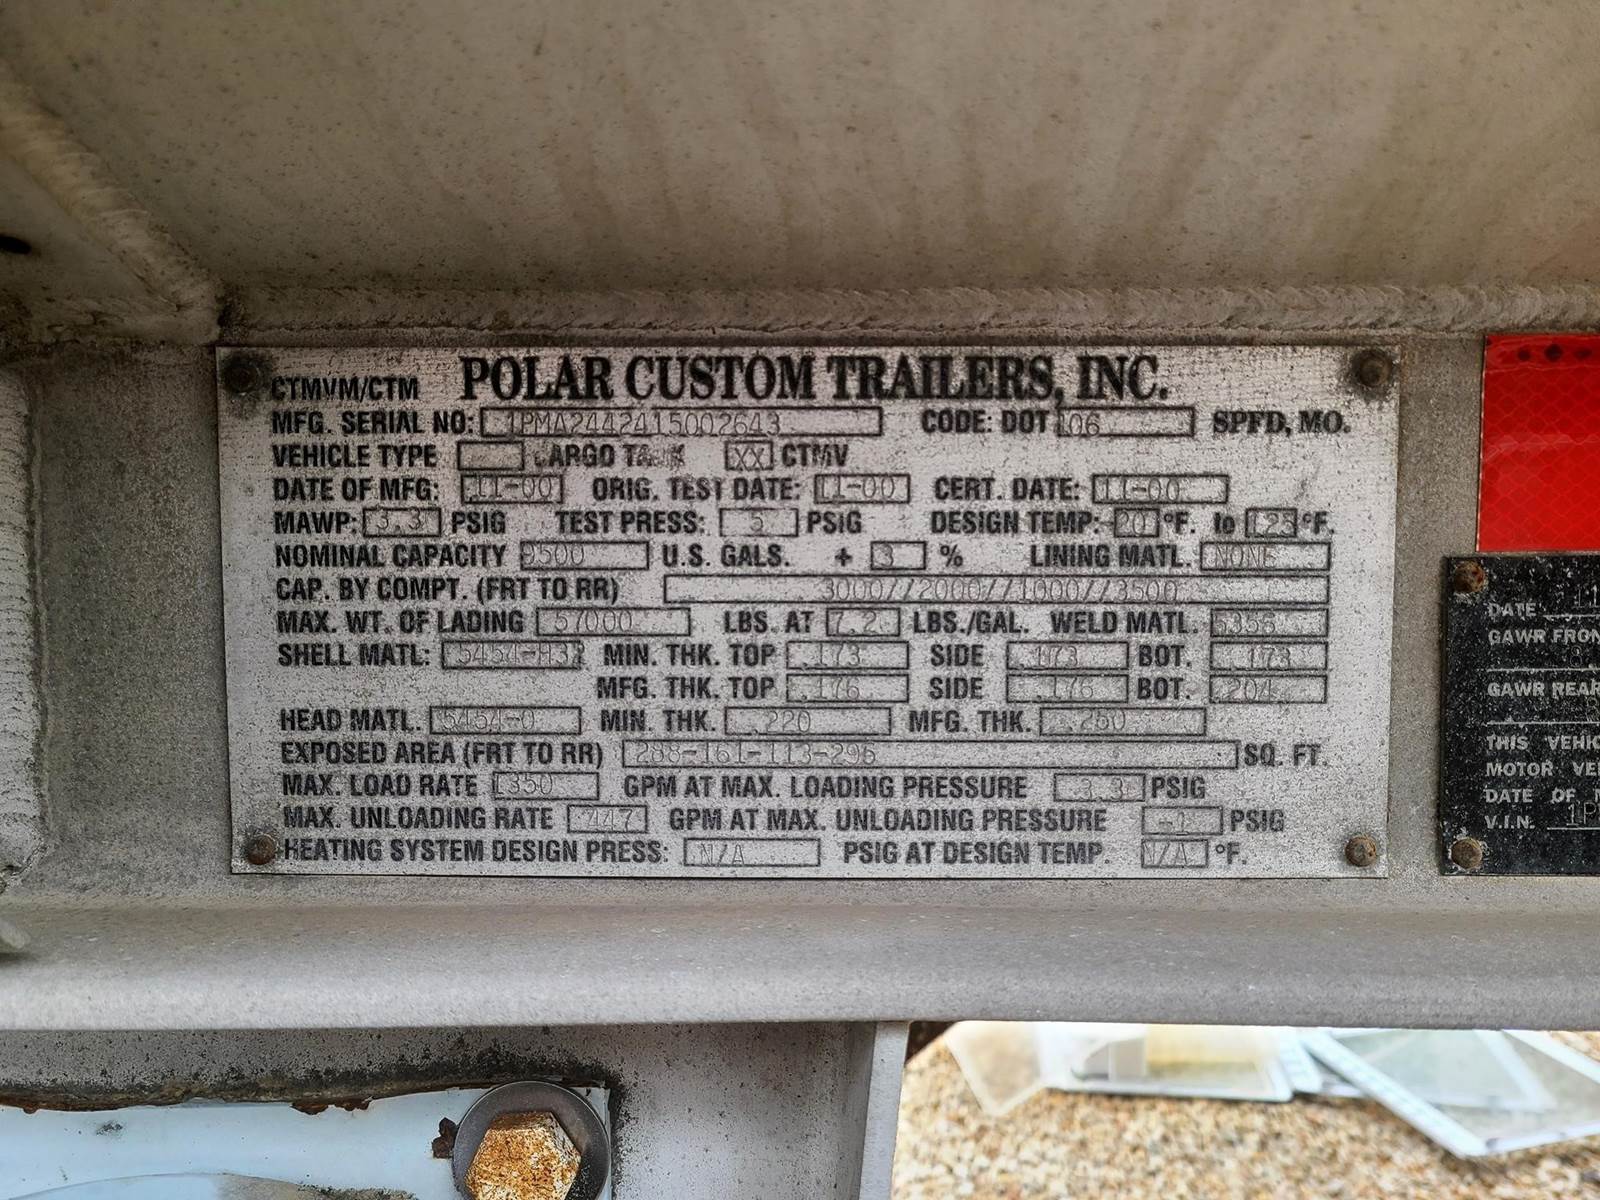 CTMVM/CTM POLAR CUSTOM TRAILERS, INC.
MFG. SERIAL NO: 1PMA2442415002643 CODE: DOT 406 SPFD, MO.
VEHICLE TYPE CARGO TANK XX CTMV
DATE OF MFG: 11-00 ORIG. TEST DATE: 11-00 CERT. DATE: 11-00
MAWP: 3.3 PSIG TEST PRESS: 5 PSIG DESIGN TEMP: -20 °F. to 125 °F.
NOMINAL CAPACITY 9500 U.S. GALS. + 3 % LINING MATL. NONE
CAP. BY COMPT. (FRT TO RR) 3000//2000//1000//3500
MAX. WT. OF LADING 57000 LBS. AT 7.2 LBS./GAL. WELD MATL. 5356
SHELL MATL: 5454-H32 MIN. THK. TOP .173 SIDE .173 BOT. .173
MFG. THK. TOP .176 SIDE .176 BOT. .204
HEAD MATL. 5454-0 MIN. THK. .220 MFG. THK. .250
EXPOSED AREA (FRT TO RR) 288-161-113-296 SQ. FT.
MAX. LOAD RATE 1350 GPM AT MAX. LOADING PRESSURE 3.3 PSIG
MAX. UNLOADING RATE 447 GPM AT MAX. UNLOADING PRESSURE -1 PSIG
HEATING SYSTEM DESIGN PRESS: N/A PSIG AT DESIGN TEMP. N/A °F.
DATE 11
GAWR FRON
GAWR REAR
THIS VEHIC
MOTOR VE
DATE OF M
V.I.N. 1P